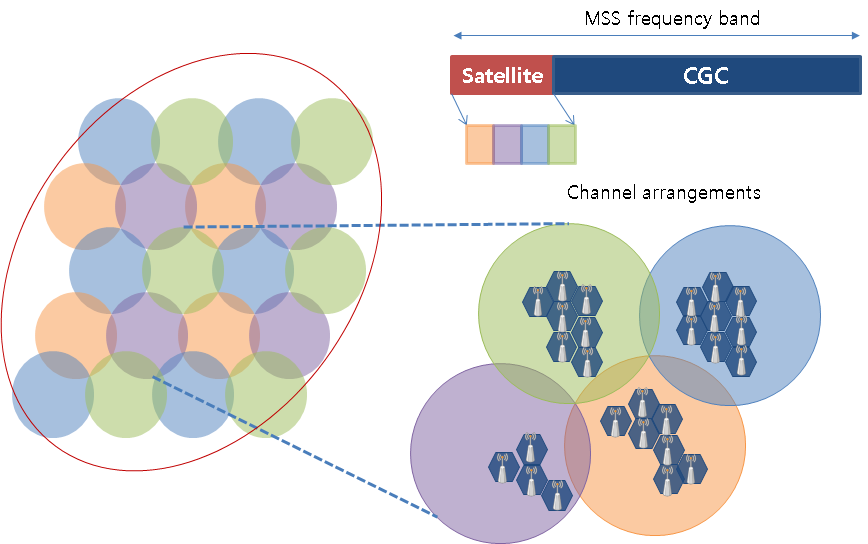 MSS frequency band
Satellite
CGC
Channel arrangements